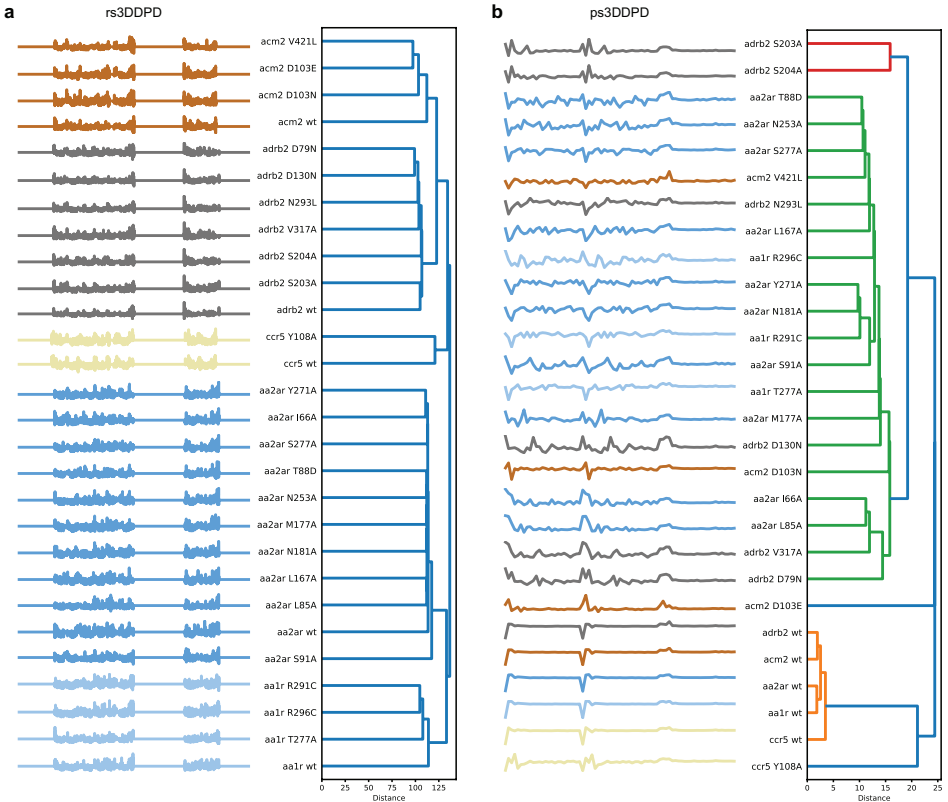 a
rs3DDPD
acm2 V421L
acm2 D103E
acm2 D103N
acm2 wt
adrb2 D79N
adrb2 D130N
adrb2 N293L
adrb2 V317A
adrb2 S204A
adrb2 S203A
adrb2 wt
ccr5 Y108A
ccr5 wt
aa2ar Y271A
aa2ar I66A
aa2ar S277A
aa2ar T88D
aa2ar N253A
aa2ar M177A
aa2ar N181A
aa2ar L167A
aa2ar L85A
aa2ar wt
aa2ar S91A
aa1r R291C
aa1r R296C
aa1r T277A
aa1r wt
0 25 50 75 100 125
Distance
b
ps3DDPD
adrb2 S203A
adrb2 S204A
aa2ar T88D
aa2ar N253A
aa2ar S277A
acm2 V421L
adrb2 N293L
aa2ar L167A
aa1r R296C
aa2ar Y271A
aa2ar N181A
aa1r R291C
aa2ar S91A
aa1r T277A
aa2ar M177A
adrb2 D130N
acm2 D103N
aa2ar I66A
aa2ar L85A
adrb2 V317A
adrb2 D79N
acm2 D103E
adrb2 wt
acm2 wt
aa2ar wt
aa1r wt
ccr5 wt
ccr5 Y108A
0 5 10 15 20 25
Distance